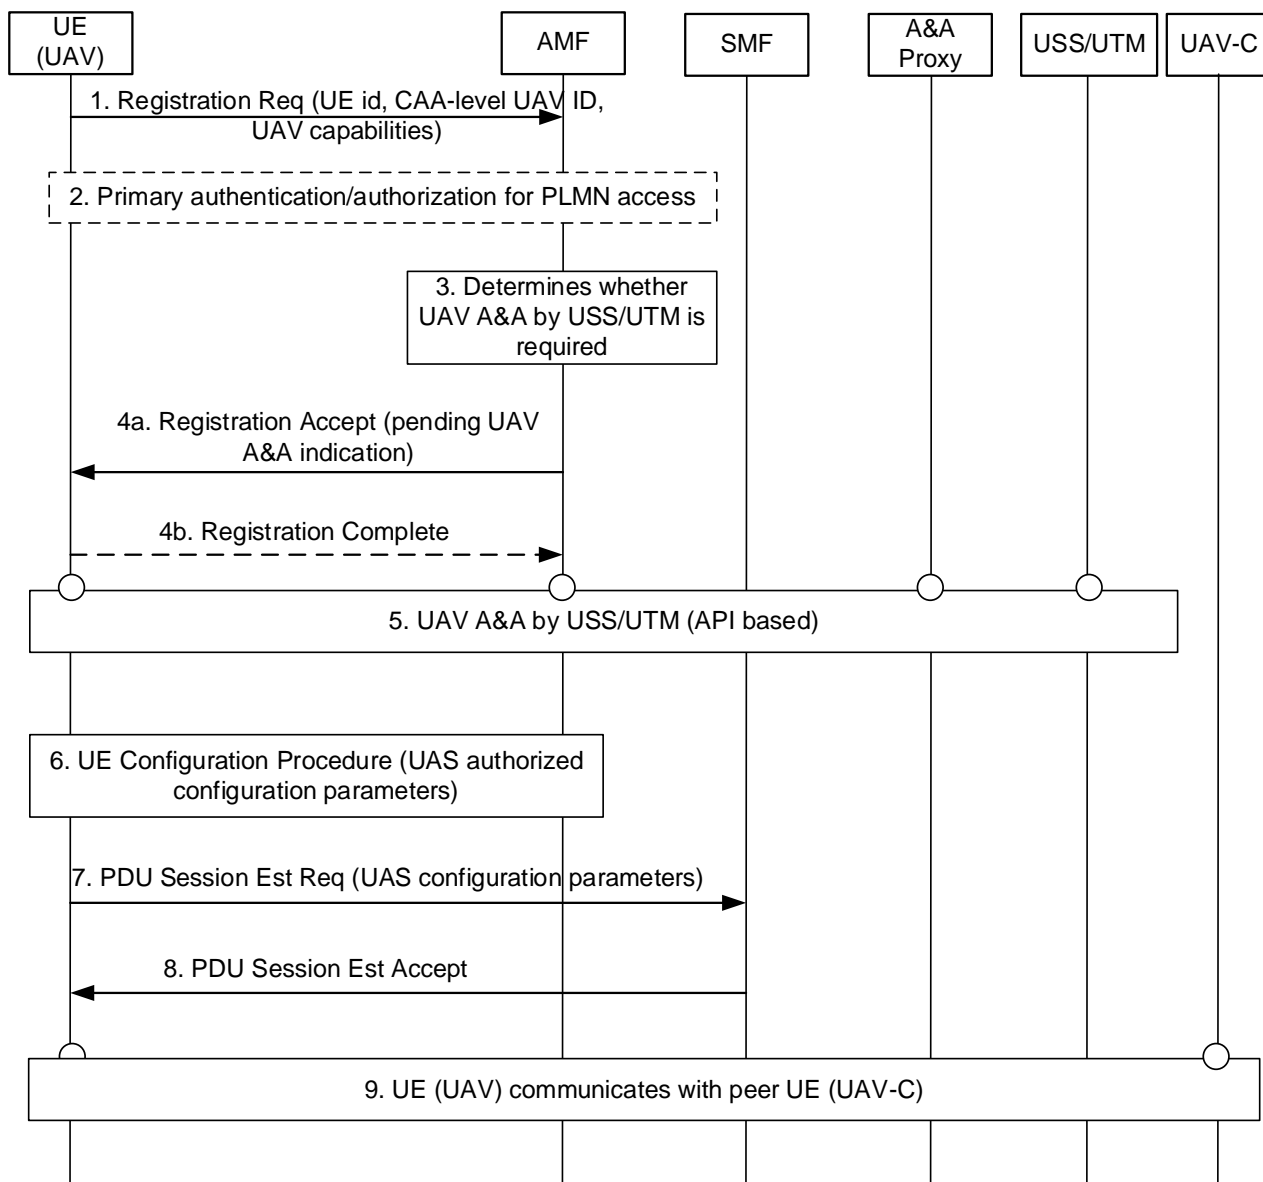 UE
(UAV)
AMF
SMF
A&A
Proxy
USS/UTM
UAV-C
1. Registration Req (UE id, CAA-level UAV ID,
UAV capabilities)
2. Primary authentication/authorization for PLMN access
3. Determines whether
UAV A&A by USS/UTM is
required
4a. Registration Accept (pending UAV
A&A indication)
4b. Registration Complete
5. UAV A&A by USS/UTM (API based)
6. UE Configuration Procedure (UAS authorized
configuration parameters)
7. PDU Session Est Req (UAS configuration parameters)
8. PDU Session Est Accept
9. UE (UAV) communicates with peer UE (UAV-C)